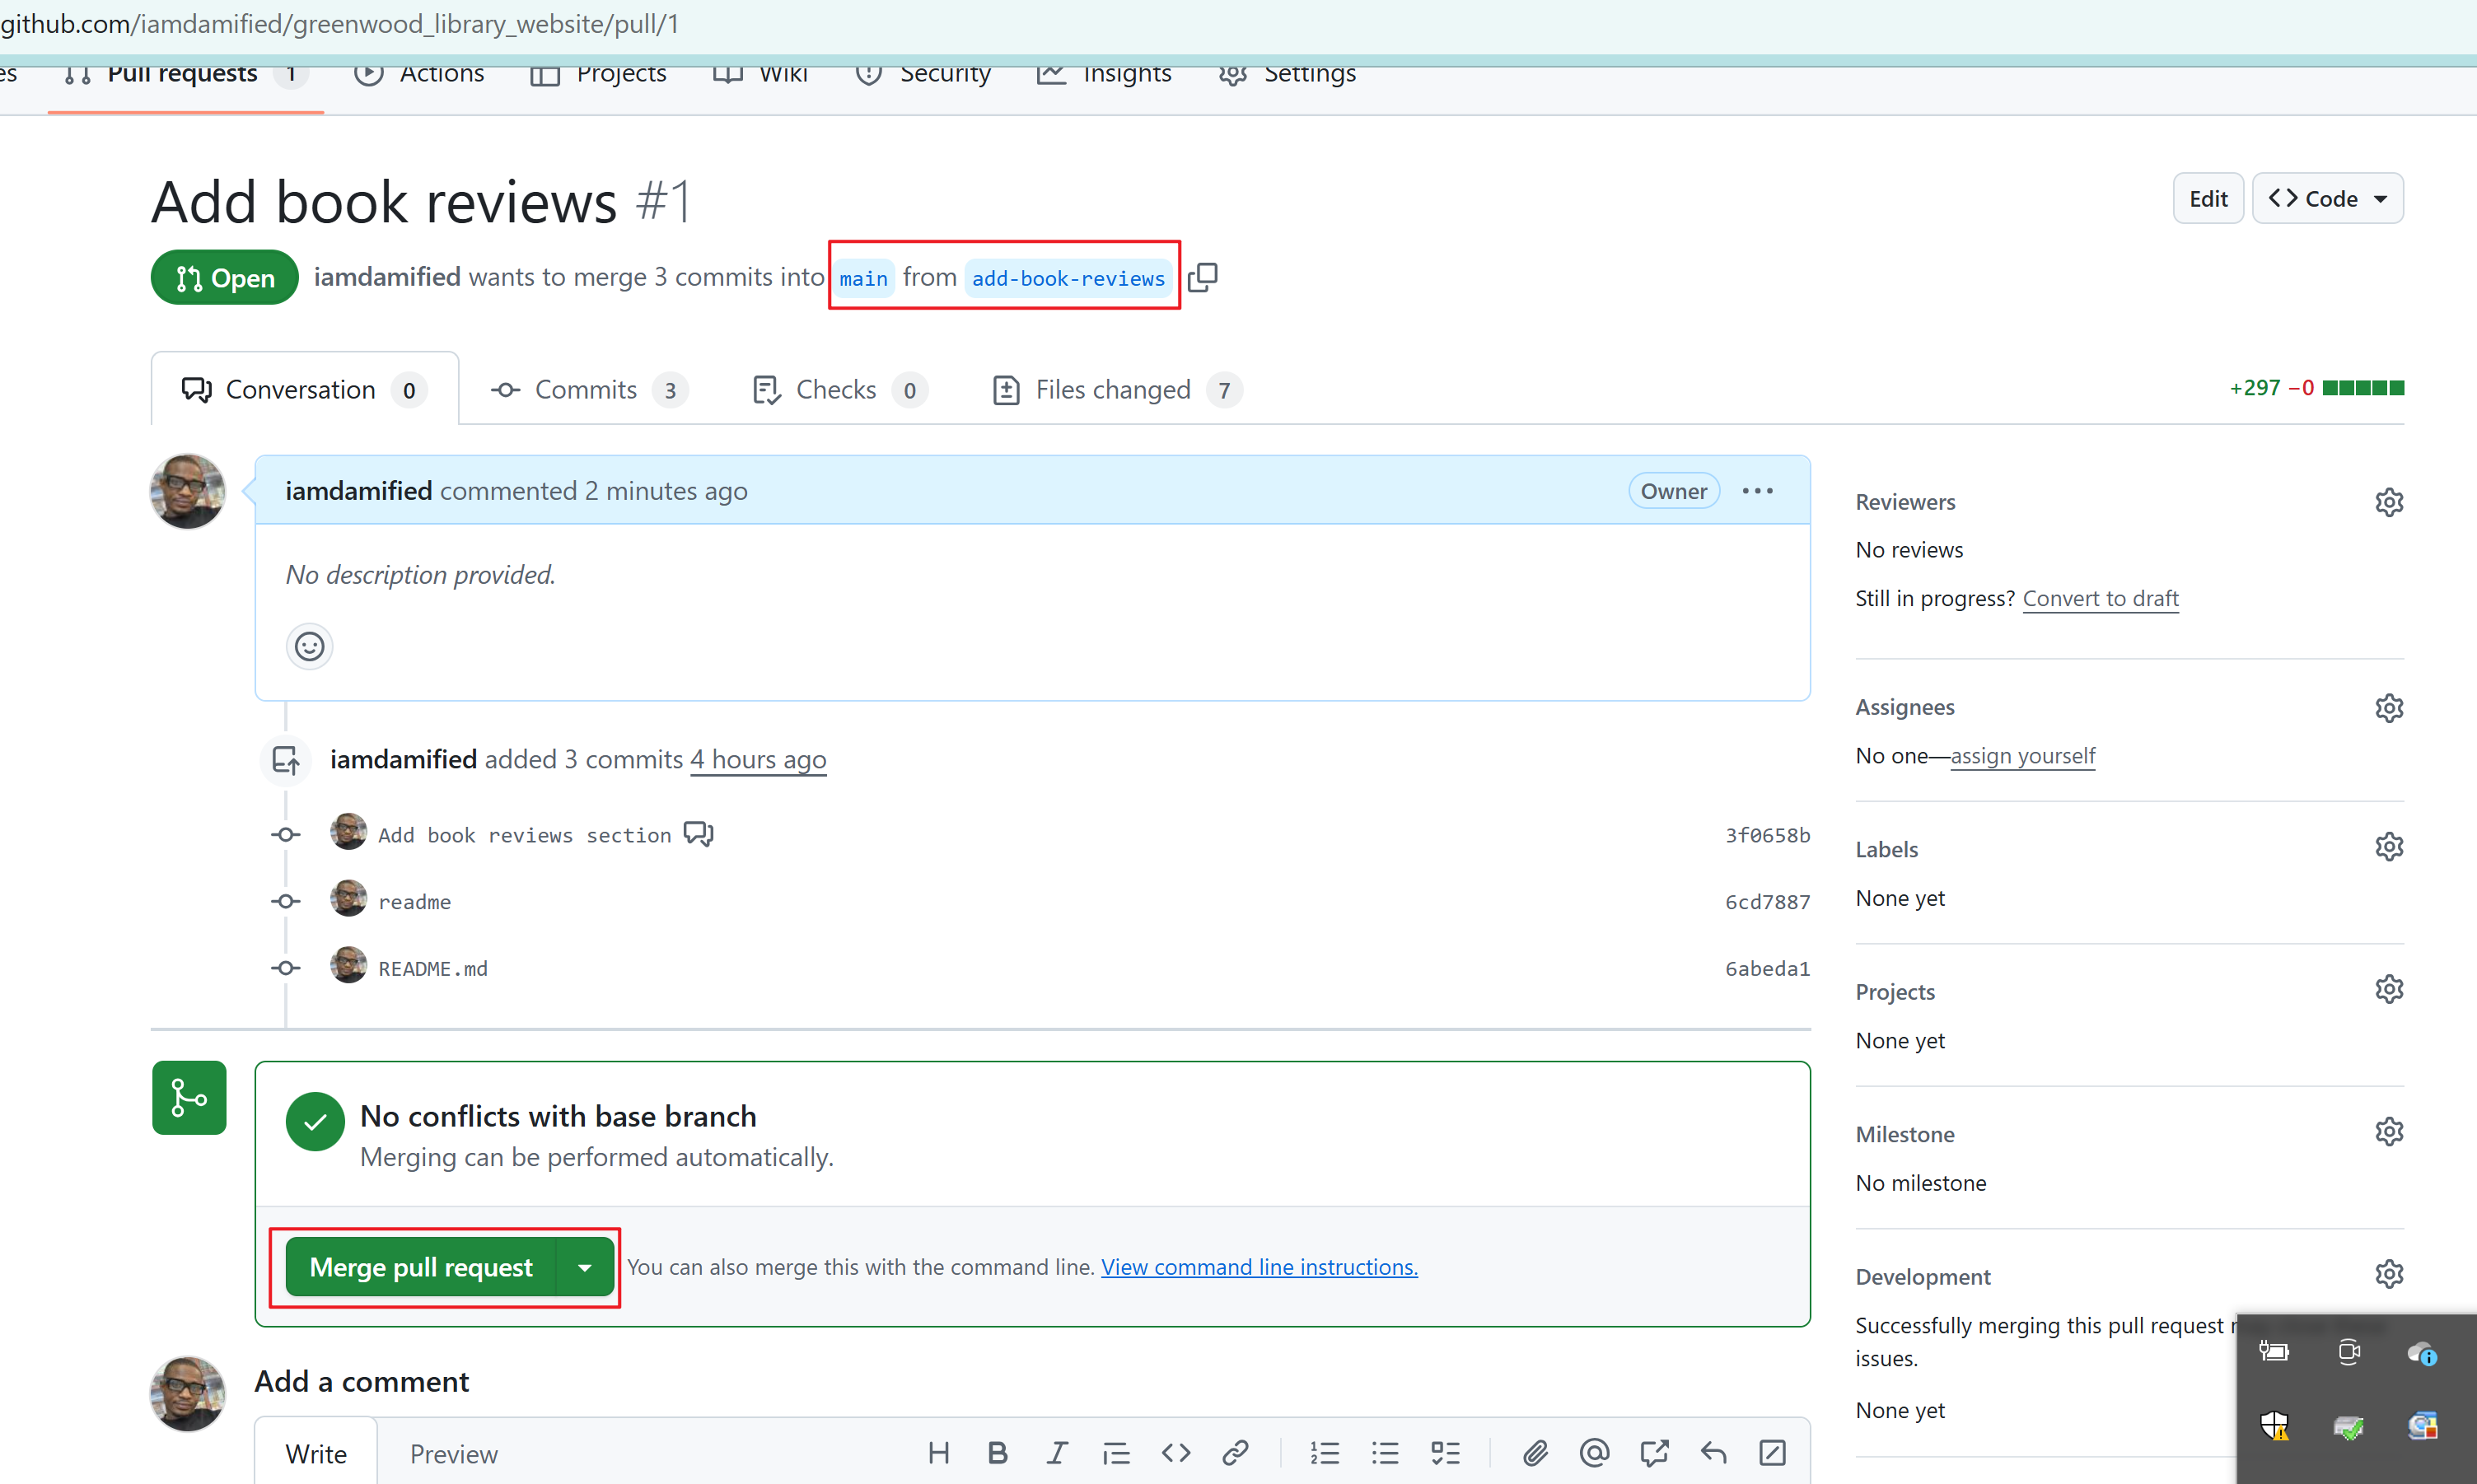 github.com/iamdamified/greenwood_library_website/pull/1
es Pull requests 1 Actions Projects Wiki Security Insights Settings
Add book reviews #1
Edit
Code
Open
iamdamified wants to merge 3 commits into main from add-book-reviews
Conversation 0
Commits 3
Checks 0
Files changed 7
+297 −0
iamdamified commented 2 minutes ago
Owner
No description provided.
iamdamified added 3 commits 4 hours ago
Add book reviews section
3f0658b
readme
6cd7887
README.md
6abeda1
No conflicts with base branch
Merging can be performed automatically.
Merge pull request
You can also merge this with the command line. View command line instructions.
Add a comment
Write
Preview
Reviewers
No reviews
Still in progress? Convert to draft
Assignees
No one—assign yourself
Labels
None yet
Projects
None yet
Milestone
No milestone
Development
Successfully merging this pull request
issues.
None yet